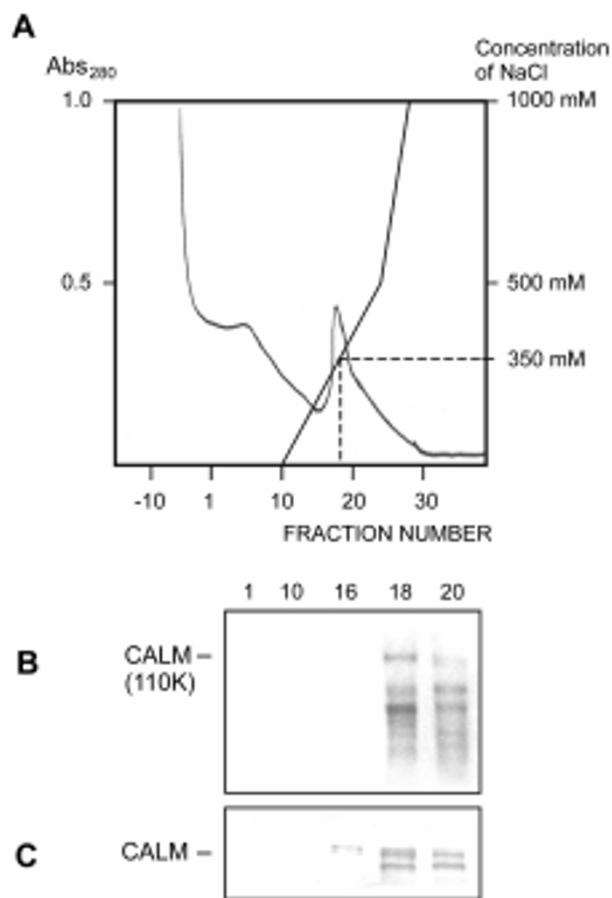 A
Abs280
Concentration
of NaCl
1.0
1000 mM
0.5
500 mM
350 mM
-10 1 10 20 30
FRACTION NUMBER
1 10 16 18 20
B
CALM
(110K)
C
CALM